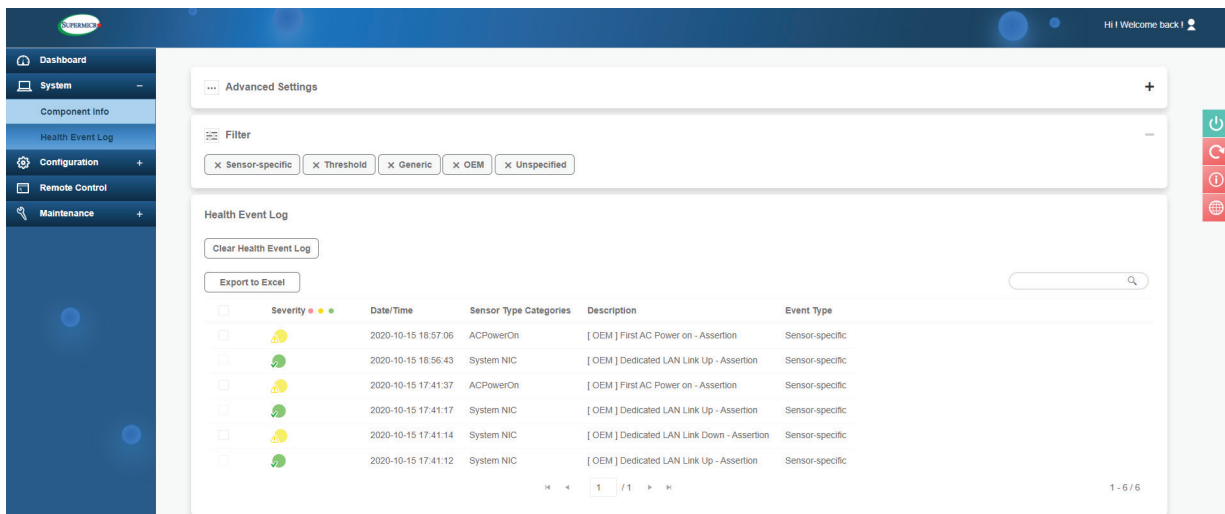 SUPERMICR
Hi ! Welcome back !
Dashboard
System −
Component Info
Health Event Log
Configuration +
Remote Control
Maintenance +
Advanced Settings +
Filter −
× Sensor-specific × Threshold × Generic × OEM × Unspecified
Health Event Log
Clear Health Event Log
Export to Excel
Severity Date/Time Sensor Type Categories Description Event Type
2020-10-15 18:57:06 ACPowerOn [ OEM ] First AC Power on - Assertion Sensor-specific
2020-10-15 18:56:43 System NIC [ OEM ] Dedicated LAN Link Up - Assertion Sensor-specific
2020-10-15 17:41:37 ACPowerOn [ OEM ] First AC Power on - Assertion Sensor-specific
2020-10-15 17:41:17 System NIC [ OEM ] Dedicated LAN Link Up - Assertion Sensor-specific
2020-10-15 17:41:14 System NIC [ OEM ] Dedicated LAN Link Down - Assertion Sensor-specific
2020-10-15 17:41:12 System NIC [ OEM ] Dedicated LAN Link Up - Assertion Sensor-specific
1 / 1 1 - 6 / 6